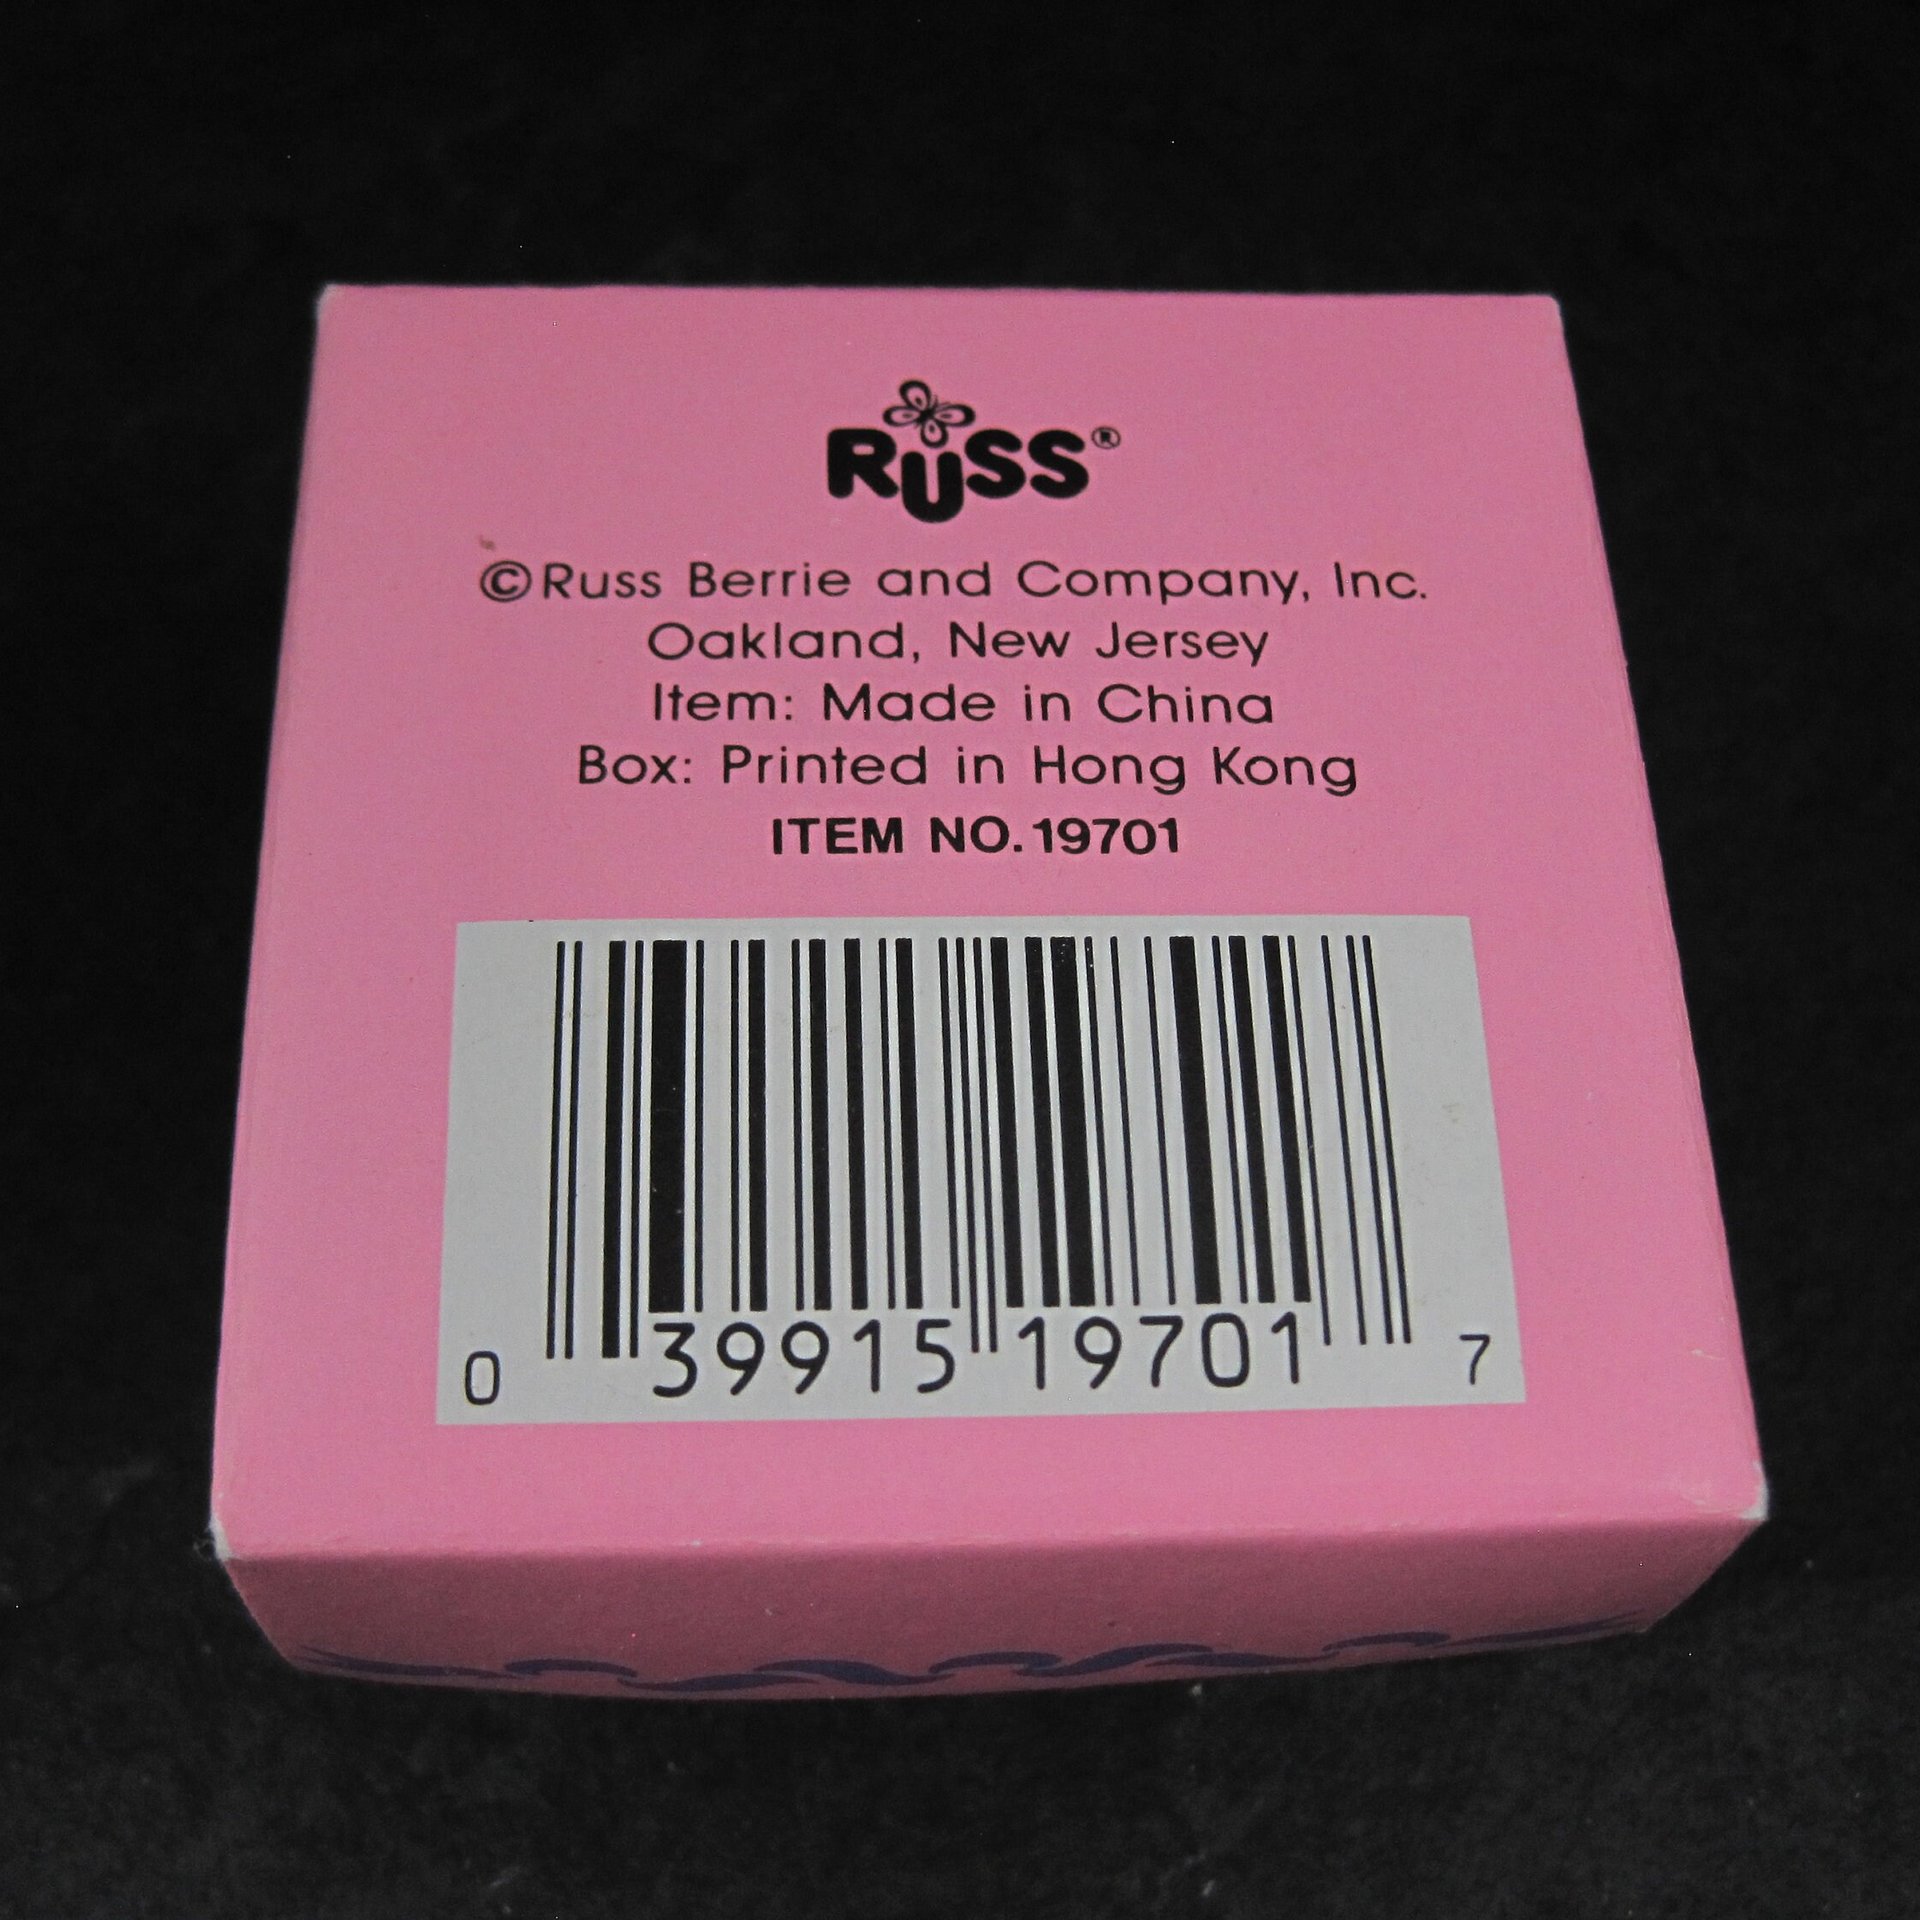 RUSS®
©Russ Berrie and Company, Inc.
Oakland, New Jersey
Item: Made in China
Box: Printed in Hong Kong
ITEM NO. 19701
0 39915 19701 7